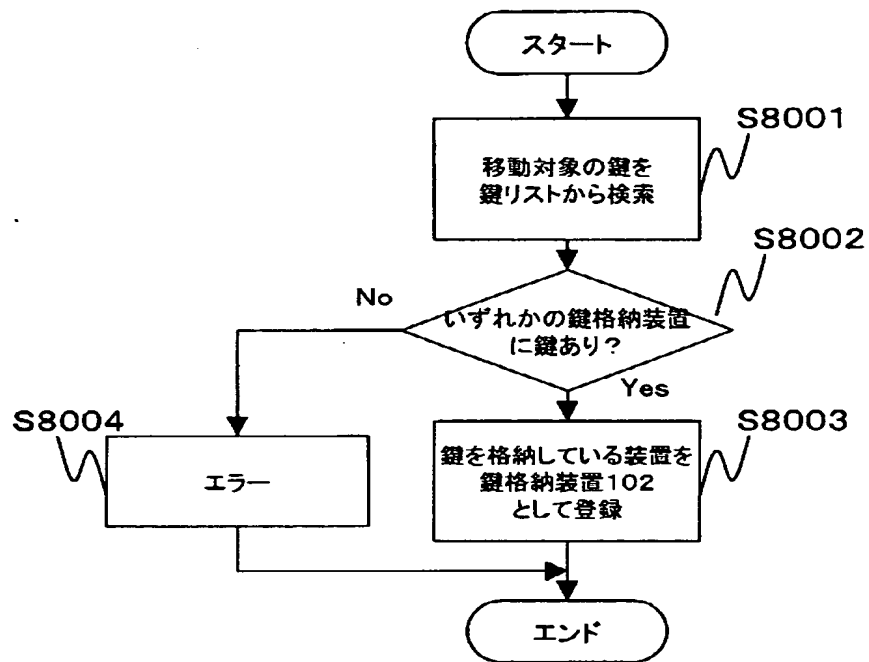 スタート
S8001
移動対象の鍵を
鍵リストから検索
S8002
No
いずれかの鍵格納装置
に鍵あり？
Yes
S8004
エラー
S8003
鍵を格納している装置を
鍵格納装置102
として登録
エンド